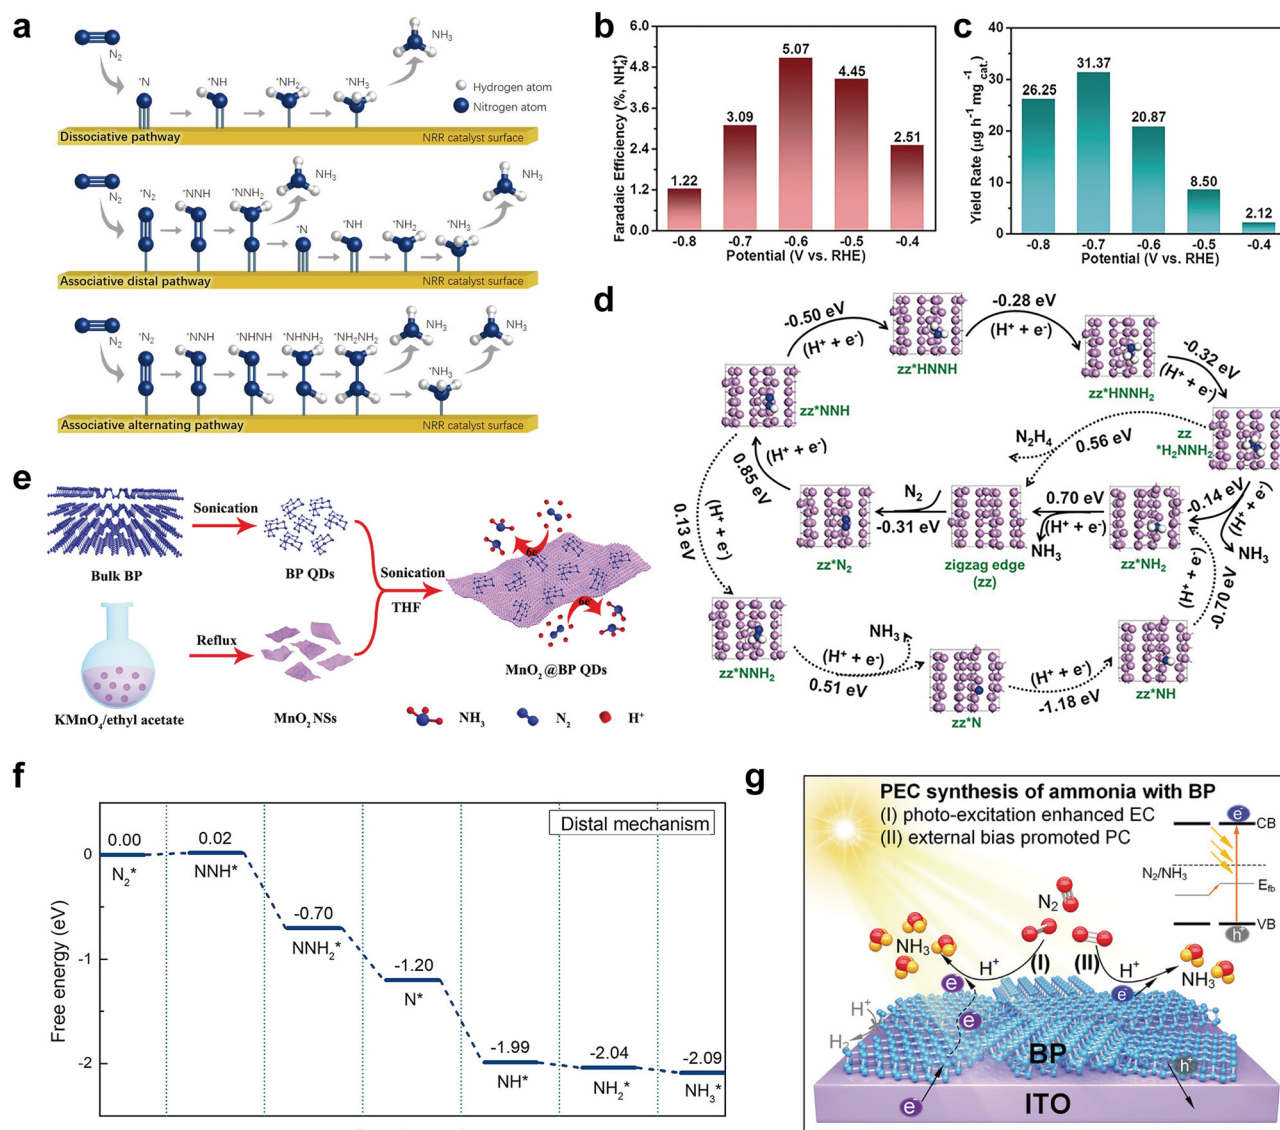 a
N2
*N
*NH
*NH2
*NH3
NH3
Hydrogen atom
Nitrogen atom
Dissociative pathway
NRR catalyst surface
N2
*N2
*NNH
*NNH2
NH3
*N
*NH
*NH2
*NH3
NH3
Associative distal pathway
NRR catalyst surface
N2
*N2
*NNH
*NHNH
*NHNH2
*NH2NH2
NH3
*NH3
NH3
Associative alternating pathway
NRR catalyst surface
b
Faradaic Efficiency (%, NH4+)
6.0
4.8
3.6
2.4
1.2
0.0
1.22
3.09
5.07
4.45
2.51
-0.8
-0.7
-0.6
-0.5
-0.4
Potential (V vs. RHE)
c
Yield Rate (µg h-1 mg-1cat.)
40
30
20
10
0
26.25
31.37
20.87
8.50
2.12
-0.8
-0.7
-0.6
-0.5
-0.4
Potential (V vs. RHE)
d
-0.50 eV
(H+ + e-)
zz*HNNH
-0.28 eV
(H+ + e-)
zz*HNNH2
-0.32 eV
(H+ + e-)
zz
*H2NNH2
zz*NNH
N2H4
0.56 eV
0.85 eV
(H+ + e-)
zz*N2
N2
-0.31 eV
zigzag edge
(zz)
0.70 eV
(H+ + e-)
NH3
zz*NH2
-0.14 eV
(H+ + e-)
NH3
0.13 eV
(H+ + e-)
zz*NNH2
NH3
(H+ + e-)
0.51 eV
zz*N
(H+ + e-)
-1.18 eV
zz*NH
(H+ + e-)
-0.70 eV
e
Bulk BP
Sonication
BP QDs
Sonication
THF
6e-
6e-
MnO2@BP QDs
KMnO4/ethyl acetate
Reflux
MnO2 NSs
NH3
N2
H+
f
Free energy (eV)
0
-1
-2
Distal mechanism
0.00
N2*
0.02
NNH*
-0.70
NNH2*
-1.20
N*
-1.99
NH*
-2.04
NH2*
-2.09
NH3*
g
PEC synthesis of ammonia with BP
(I) photo-excitation enhanced EC
(II) external bias promoted PC
e-
CB
N2/NH3
Efb
VB
h+
N2
NH3
H+
(I)
(II)
H+
NH3
e-
e-
e-
H+
H2
BP
h+
ITO
e-